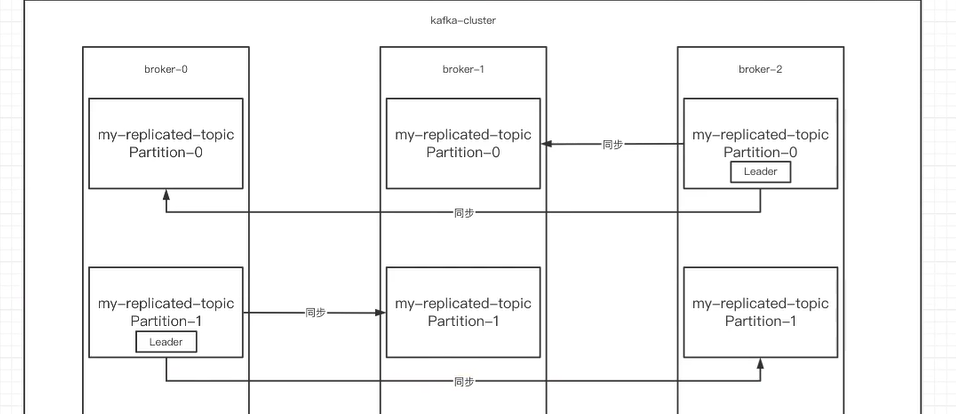 kafka-cluster
broker-0
broker-1
broker-2
my-replicated-topic
Partition-0
my-replicated-topic
Partition-0
同步
my-replicated-topic
Partition-0
Leader
同步
my-replicated-topic
Partition-1
Leader
同步
my-replicated-topic
Partition-1
my-replicated-topic
Partition-1
同步